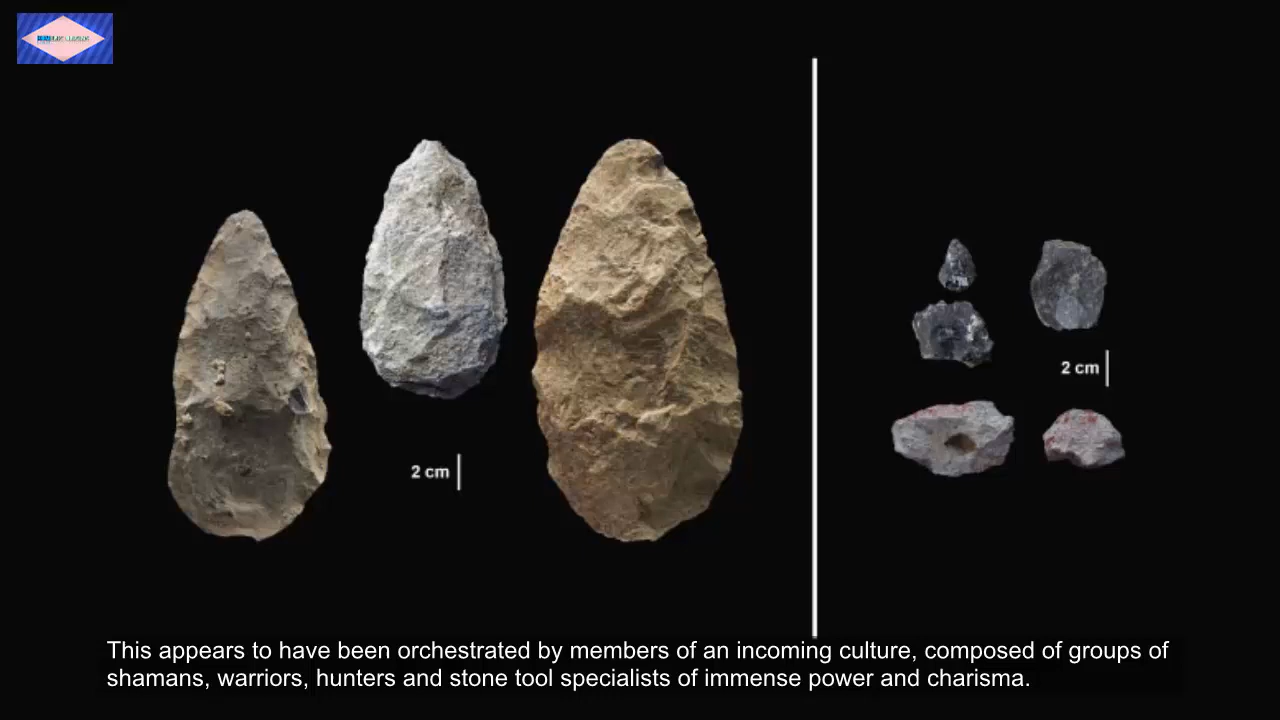 2 cm
2 cm
This appears to have been orchestrated by members of an incoming culture, composed of groups of
shamans, warriors, hunters and stone tool specialists of immense power and charisma.